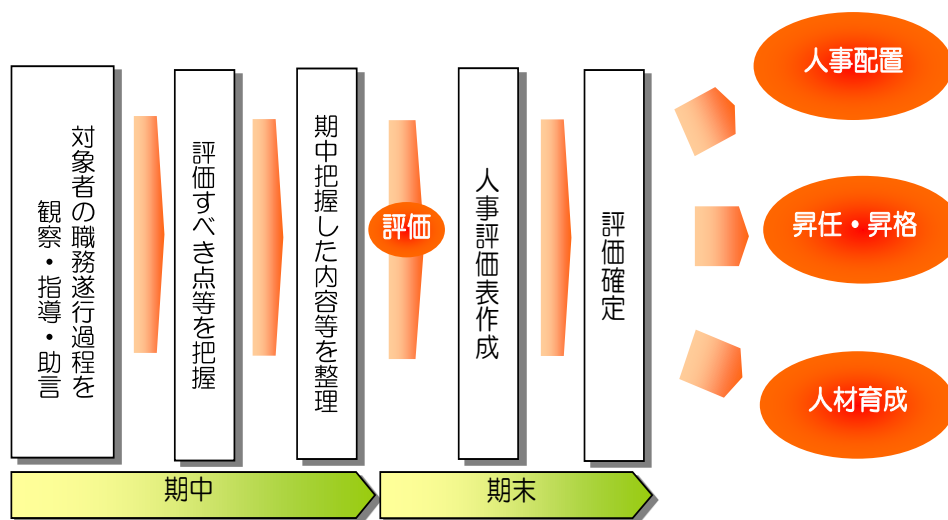 対象者の職務遂行過程を
観察・指導・助言
評価すべき点等を把握
期中把握した内容等を整理
評価
人事評価表作成
評価確定
人事配置
昇任・昇格
人材育成
期中
期末